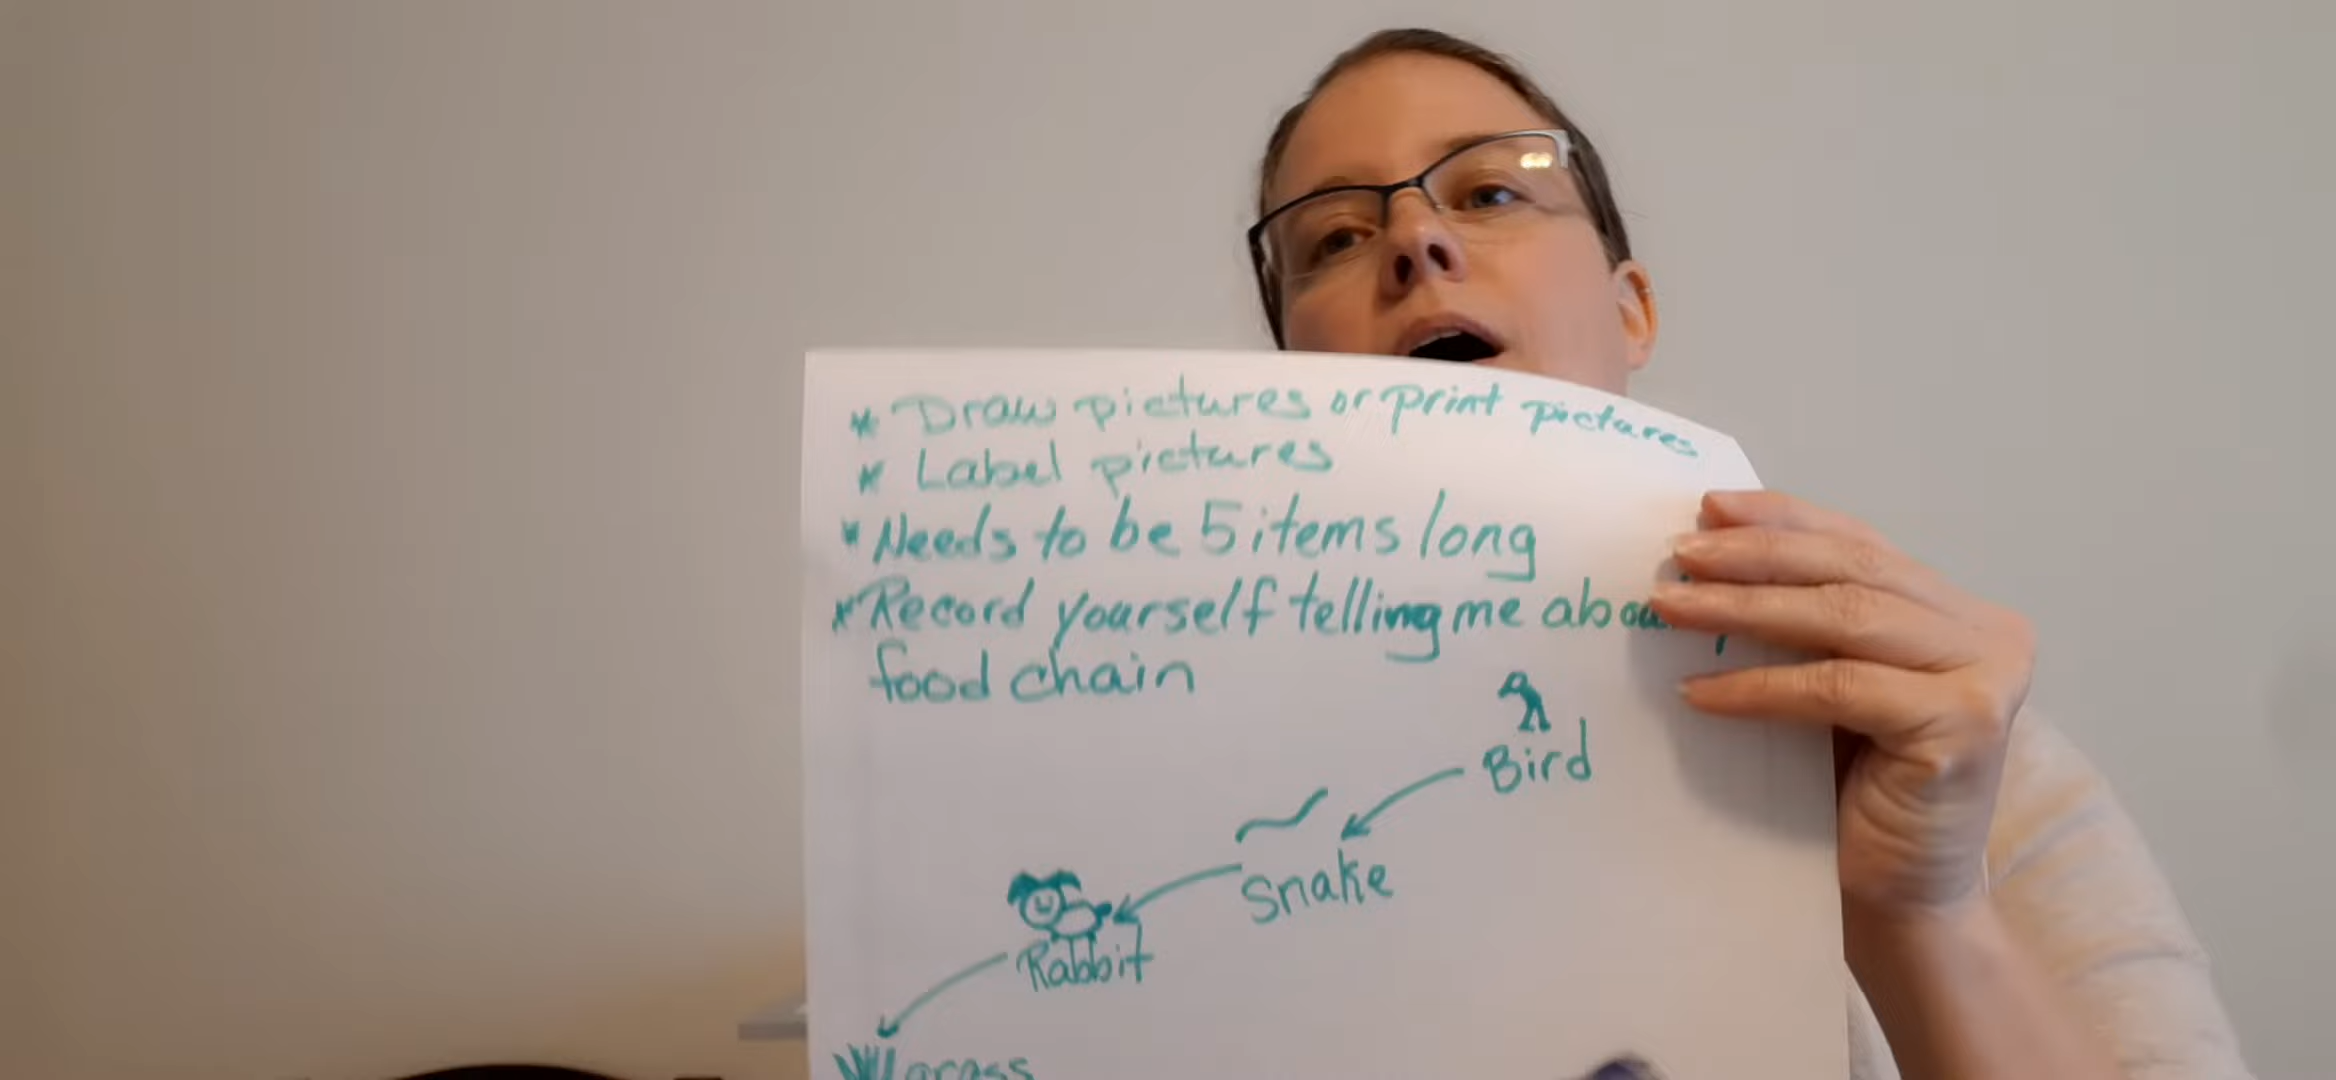 * Draw pictures or print pictures
* Label pictures
* Needs to be 5 items long
* Record yourself telling me
food chain
Bird
Snake
Rabbit
grass